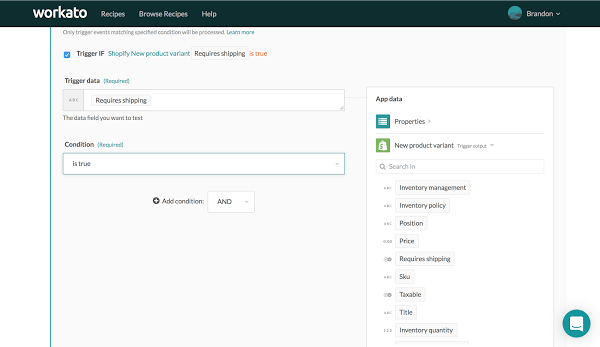 workato Recipes Browse Recipes Help Brandon
Only trigger events matching specified condition will be processed. Learn more
Trigger IF Shopify New product variant Requires shipping is true
Trigger data (Required)
ABC Requires shipping
The data field you want to test
Condition (Required)
is true
Add condition: AND
App data
Properties
New product variant Trigger output
Search in
ABC Inventory management
ABC Inventory policy
ABC Position
0.00 Price
Requires shipping
ABC Sku
Taxable
ABC Title
123 Inventory quantity